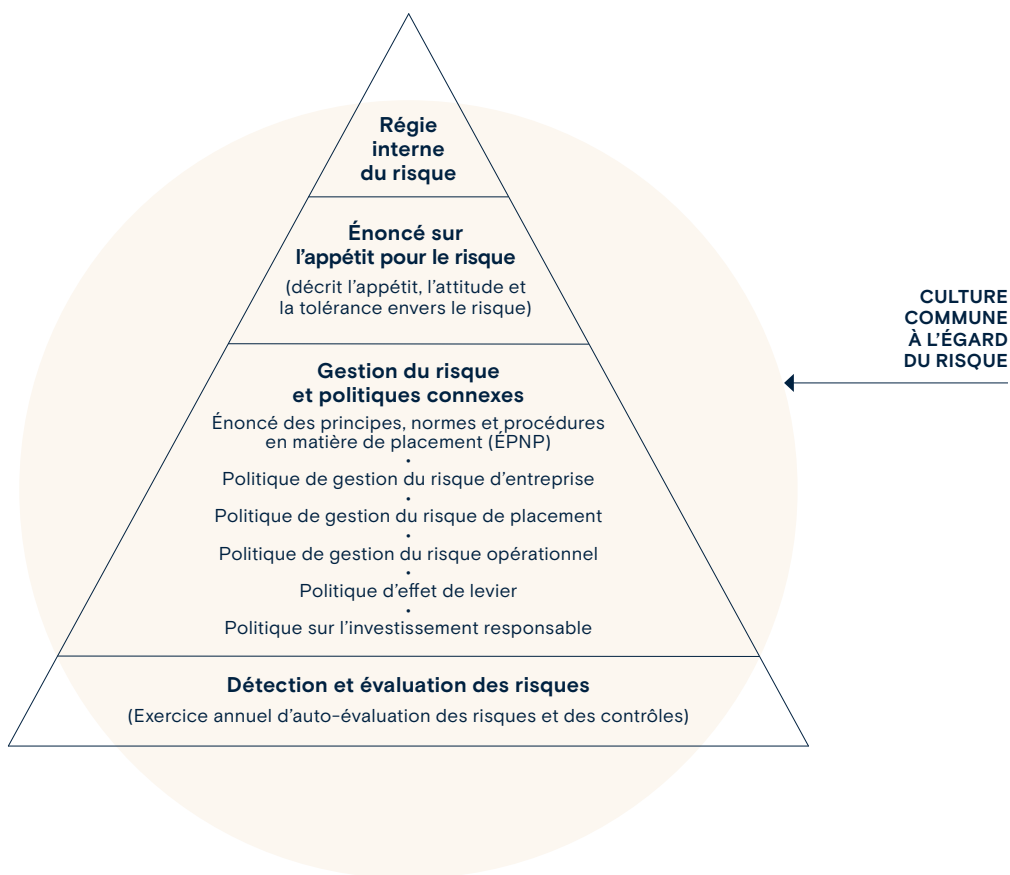 Régie
interne
du risque
Énoncé sur
l’appétit pour le risque
(décrit l’appétit, l’attitude et
la tolérance envers le risque)
Gestion du risque
et politiques connexes
Énoncé des principes, normes et procédures
en matière de placement (ÉPNP)
•
Politique de gestion du risque d’entreprise
•
Politique de gestion du risque de placement
•
Politique de gestion du risque opérationnel
•
Politique d’effet de levier
•
Politique sur l’investissement responsable
Détection et évaluation des risques
(Exercice annuel d’auto-évaluation des risques et des contrôles)
CULTURE
COMMUNE
À L’ÉGARD
DU RISQUE